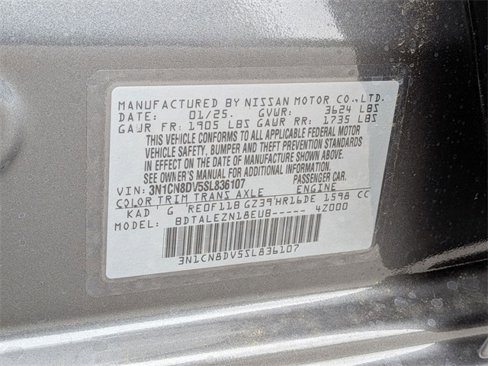 MANUFACTURED BY NISSAN MOTOR CO.,LTD.
DATE: 01/25. GVWR: 3624 LBS
GAWR FR: 1905 LBS GAWR RR: 1735 LBS
THIS VEHICLE CONFORMS TO ALL APPLICABLE FEDERAL MOTOR
VEHICLE SAFETY, BUMPER, AND THEFT PREVENTION STANDARDS
IN EFFECT ON THE DATE OF MANUFACTURE SHOWN ABOVE.
SEE OWNER'S MANUAL FOR ADDITIONAL INFORMATION.
VIN: 3N1CN8DV5SL836107 PASSENGER CAR.
COLOR TRIM TRANS AXLE ENGINE
KAD G RE0F11B GZ39 HR16DE 1598 CC
MODEL: BDTALEZN18EU8----- 4Z000
3N1CN8DV5SL836107